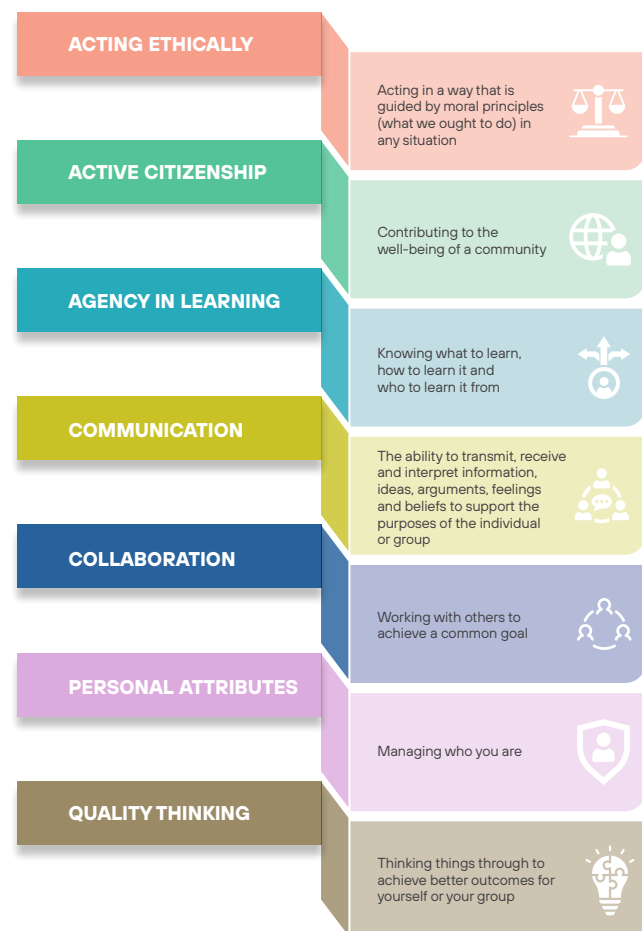 ACTING ETHICALLY
Acting in a way that is
guided by moral principles
(what we ought to do) in
any situation
ACTIVE CITIZENSHIP
Contributing to the
well-being of a community
AGENCY IN LEARNING
Knowing what to learn,
how to learn it and
who to learn it from
COMMUNICATION
The ability to transmit, receive
and interpret information,
ideas, arguments, feelings
and beliefs to support the
purposes of the individual
or group
COLLABORATION
Working with others to
achieve a common goal
PERSONAL ATTRIBUTES
Managing who you are
QUALITY THINKING
Thinking things through to
achieve better outcomes for
yourself or your group